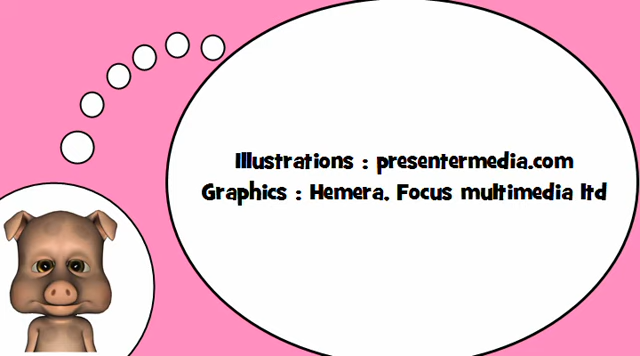 Illustrations : presentermedia.com
Graphics : Hemera. Focus multimedia ltd